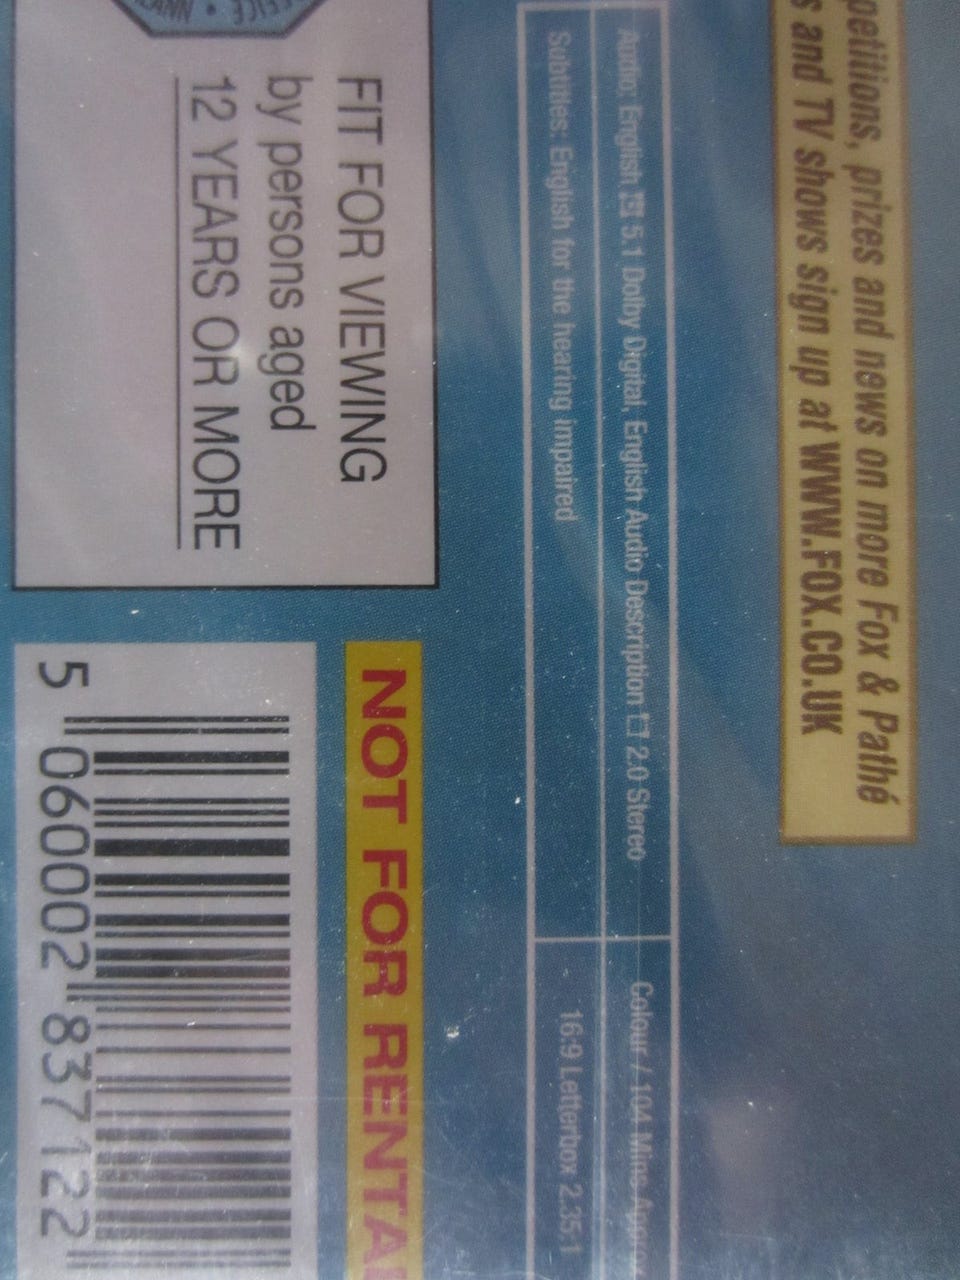 petitions, prizes and news on more Fox & Pathé
s and TV shows sign up at WWW.FOX.CO.UK
Audio: English 5.1 Dolby Digital, English Audio Description 2.0 Stereo
Colour / 104 Mins Approx
Subtitles: English for the hearing impaired
16:9 Letterbox 2.35:1
OFFICE •
FIT FOR VIEWING
by persons aged
12 YEARS OR MORE
NOT FOR RENTA
5 060002 837122